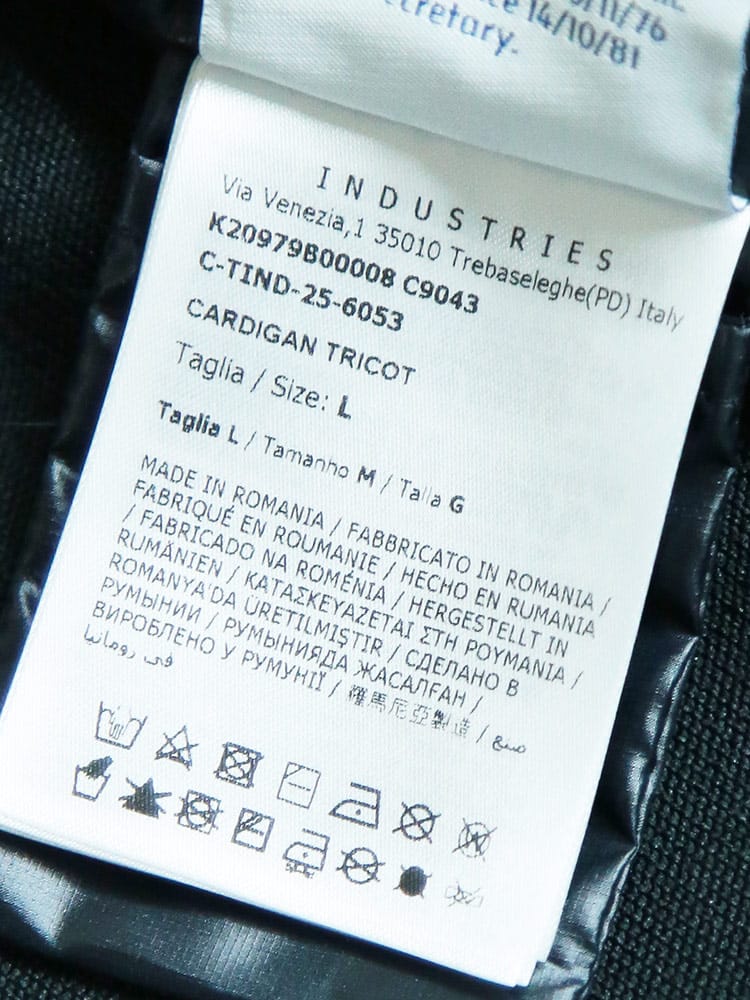 14/10/81
INDUSTRIES
Via Venezia,1 35010 Trebaseleghe(PD) Italy
K20979B00008 C9043
C-TIND-25-6053
CARDIGAN TRICOT
Taglia / Size: L
Taglia L / Tamanho M / Talla G
MADE IN ROMANIA / FABBRICATO IN ROMANIA /
FABRIQUÉ EN ROUMANIE / HECHO EN RUMANIA
/ FABRICADO NA ROMÉNIA / HERGESTELLT IN
RUMÄNIEN / ΚΑΤΑΣΚΕΥΑΖΕΤΑΙ ΣΤΗ ΡΟΥΜΑΝΙΑ /
ROMANYA'DA ÜRETILMIŞTIR / СДЕЛАНО В
РУМЫНИИ / РУМЫНИЯДА ЖАСАЛҒАН /
ВИРОБЛЕНО У РУМУНІЇ / 羅馬尼亞製造 / صنع
في رومانيا